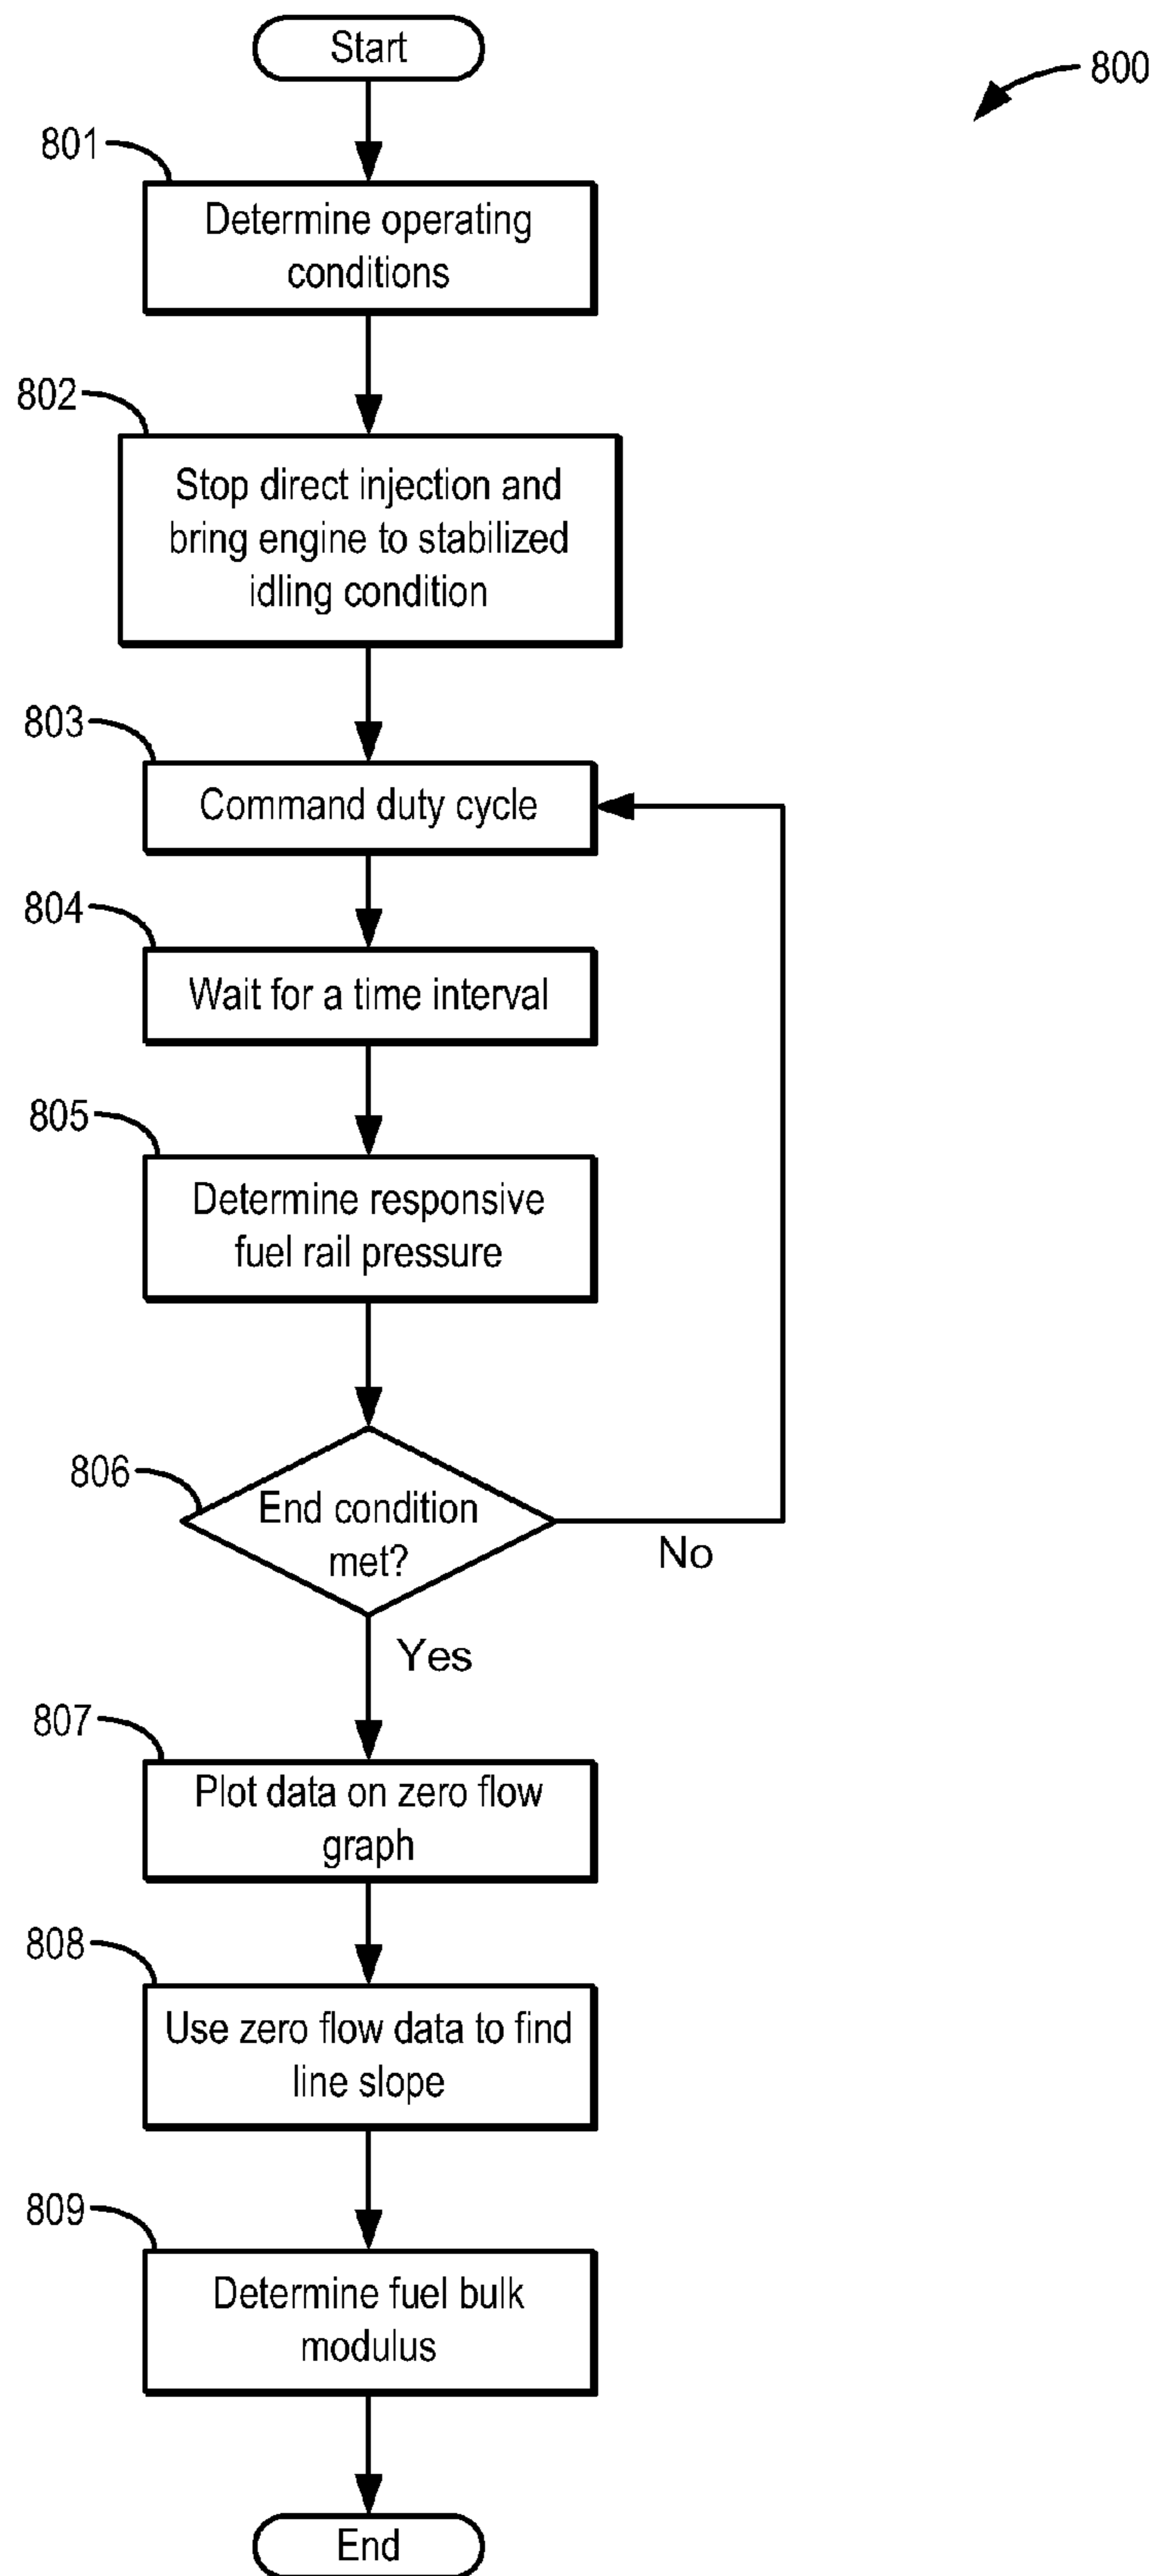 Start
800
801
Determine operating
conditions
802
Stop direct injection and
bring engine to stabilized
idling condition
803
Command duty cycle
804
Wait for a time interval
805
Determine responsive
fuel rail pressure
806
End condition
met?
No
Yes
807
Plot data on zero flow
graph
808
Use zero flow data to find
line slope
809
Determine fuel bulk
modulus
End